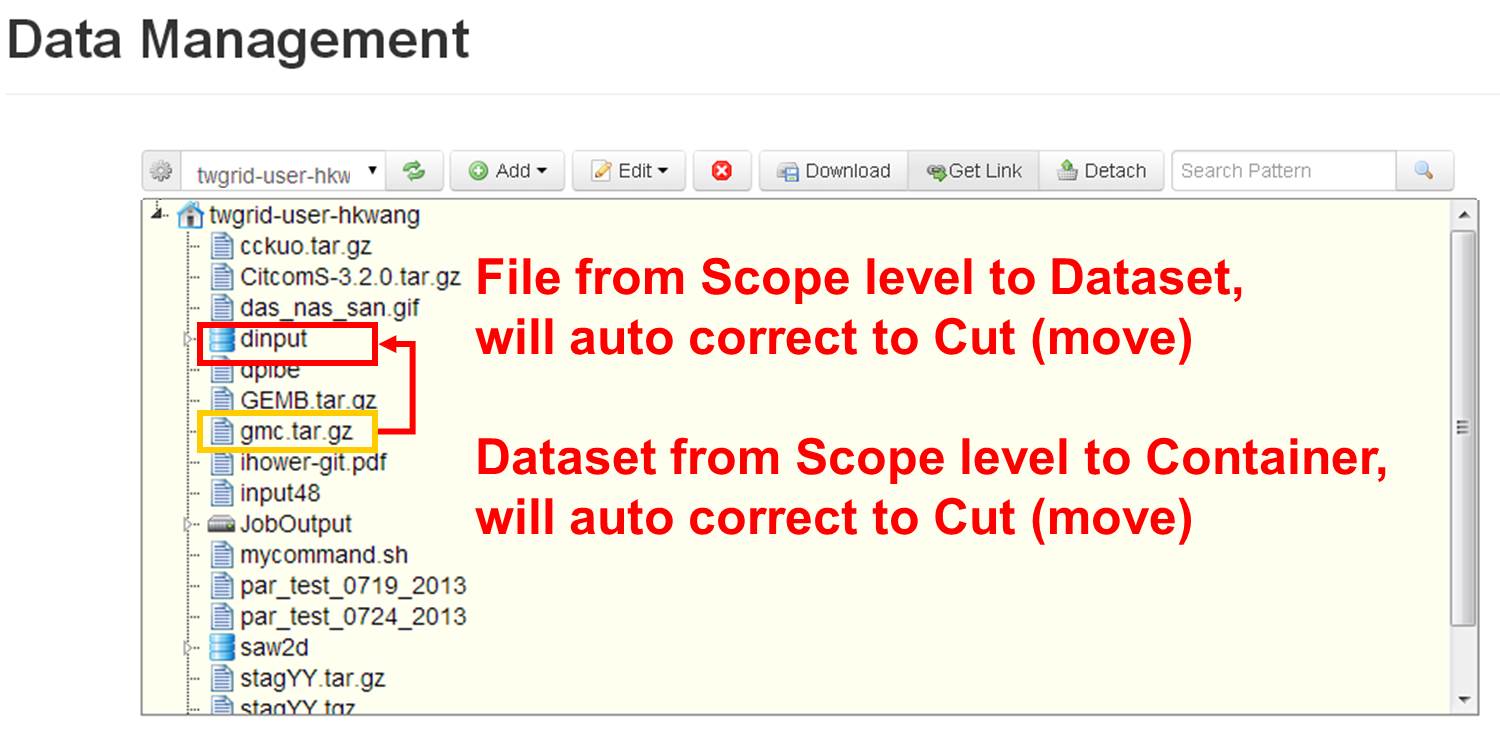 Data Management
twgrid-user-hkw Add Edit Download Get Link Detach Search Pattern
twgrid-user-hkwang
cckuo.tar.gz
CitcomS-3.2.0.tar.gz
das_nas_san.gif
File from Scope level to Dataset,
will auto correct to Cut (move)
dinput
GEMB.tar.gz
gmc.tar.gz
ihower-git.pdf
input48
Dataset from Scope level to Container,
will auto correct to Cut (move)
JobOutput
mycommand.sh
par_test_0719_2013
par_test_0724_2013
saw2d
stagYY.tar.gz
stagYY.tgz